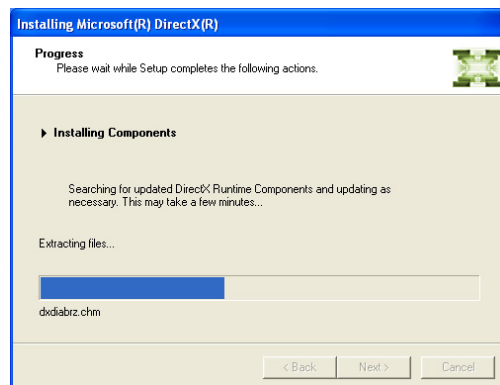 Installing Microsoft(R) DirectX(R)
Progress
Please wait while Setup completes the following actions.
Installing Components
Searching for updated DirectX Runtime Components and updating as
necessary. This may take a few minutes...
Extracting files...
dxdiabrz.chm
< Back Next > Cancel